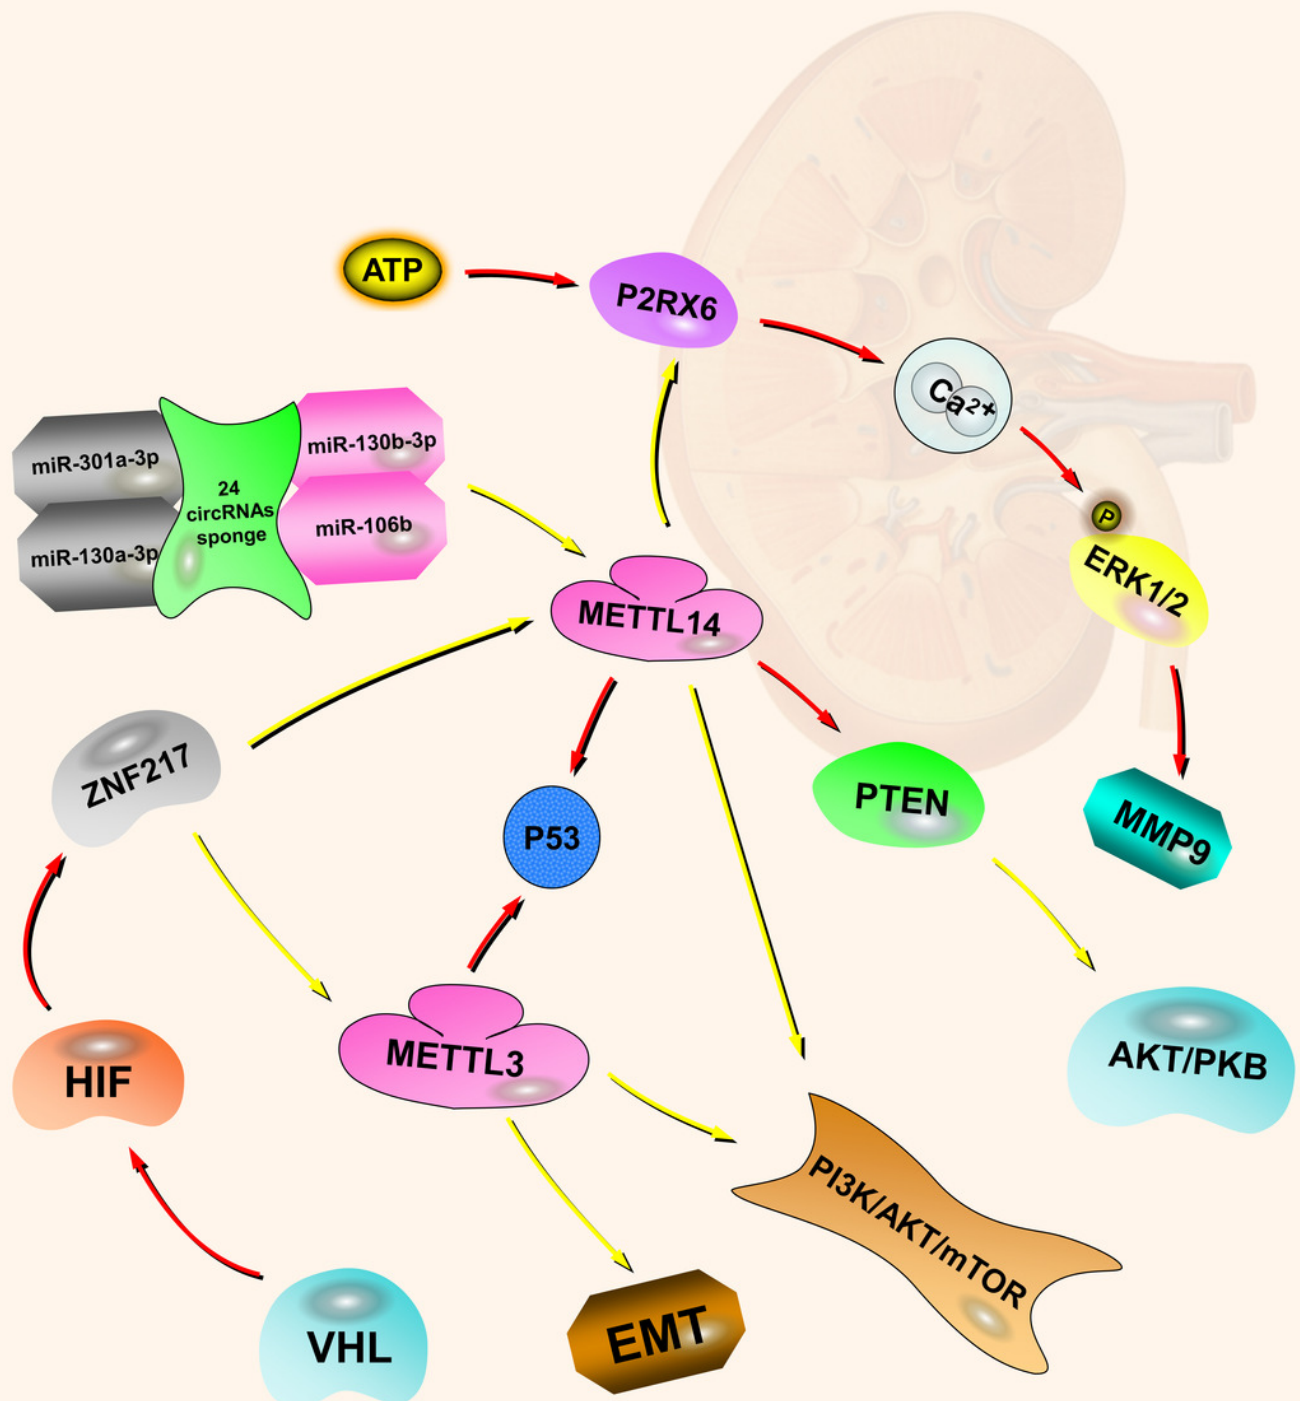 ATP
P2RX6
Ca2+
miR-301a-3p
miR-130a-3p
24
circRNAs
sponge
miR-130b-3p
miR-106b
P
ERK1/2
METTL14
ZNF217
P53
PTEN
MMP9
HIF
METTL3
AKT/PKB
PI3K/AKT/mTOR
VHL
EMT